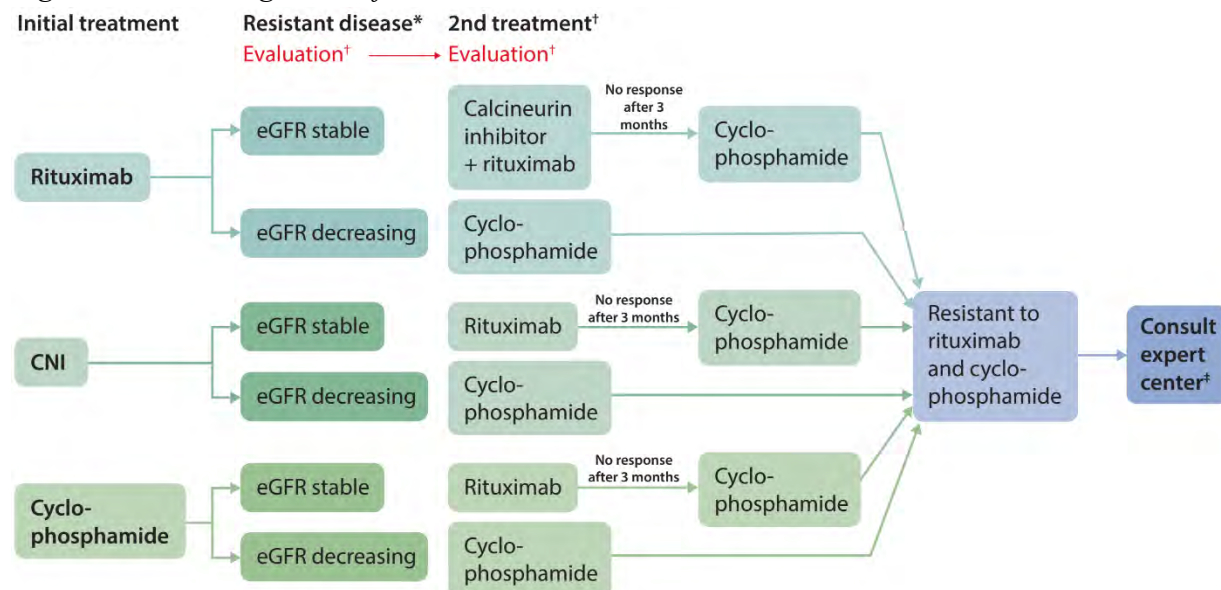 Initial treatment
Resistant disease*
2nd treatment†
Evaluation†
Evaluation†
Rituximab
eGFR stable
Calcineurin
inhibitor
+ rituximab
No response
after 3
months
Cyclo-
phosphamide
eGFR decreasing
Cyclo-
phosphamide
CNI
eGFR stable
Rituximab
No response
after 3 months
Cyclo-
phosphamide
eGFR decreasing
Cyclo-
phosphamide
Cyclo-
phosphamide
eGFR stable
Rituximab
No response
after 3 months
Cyclo-
phosphamide
eGFR decreasing
Cyclo-
phosphamide
Resistant to
rituximab
and cyclo-
phosphamide
Consult
expert
center‡